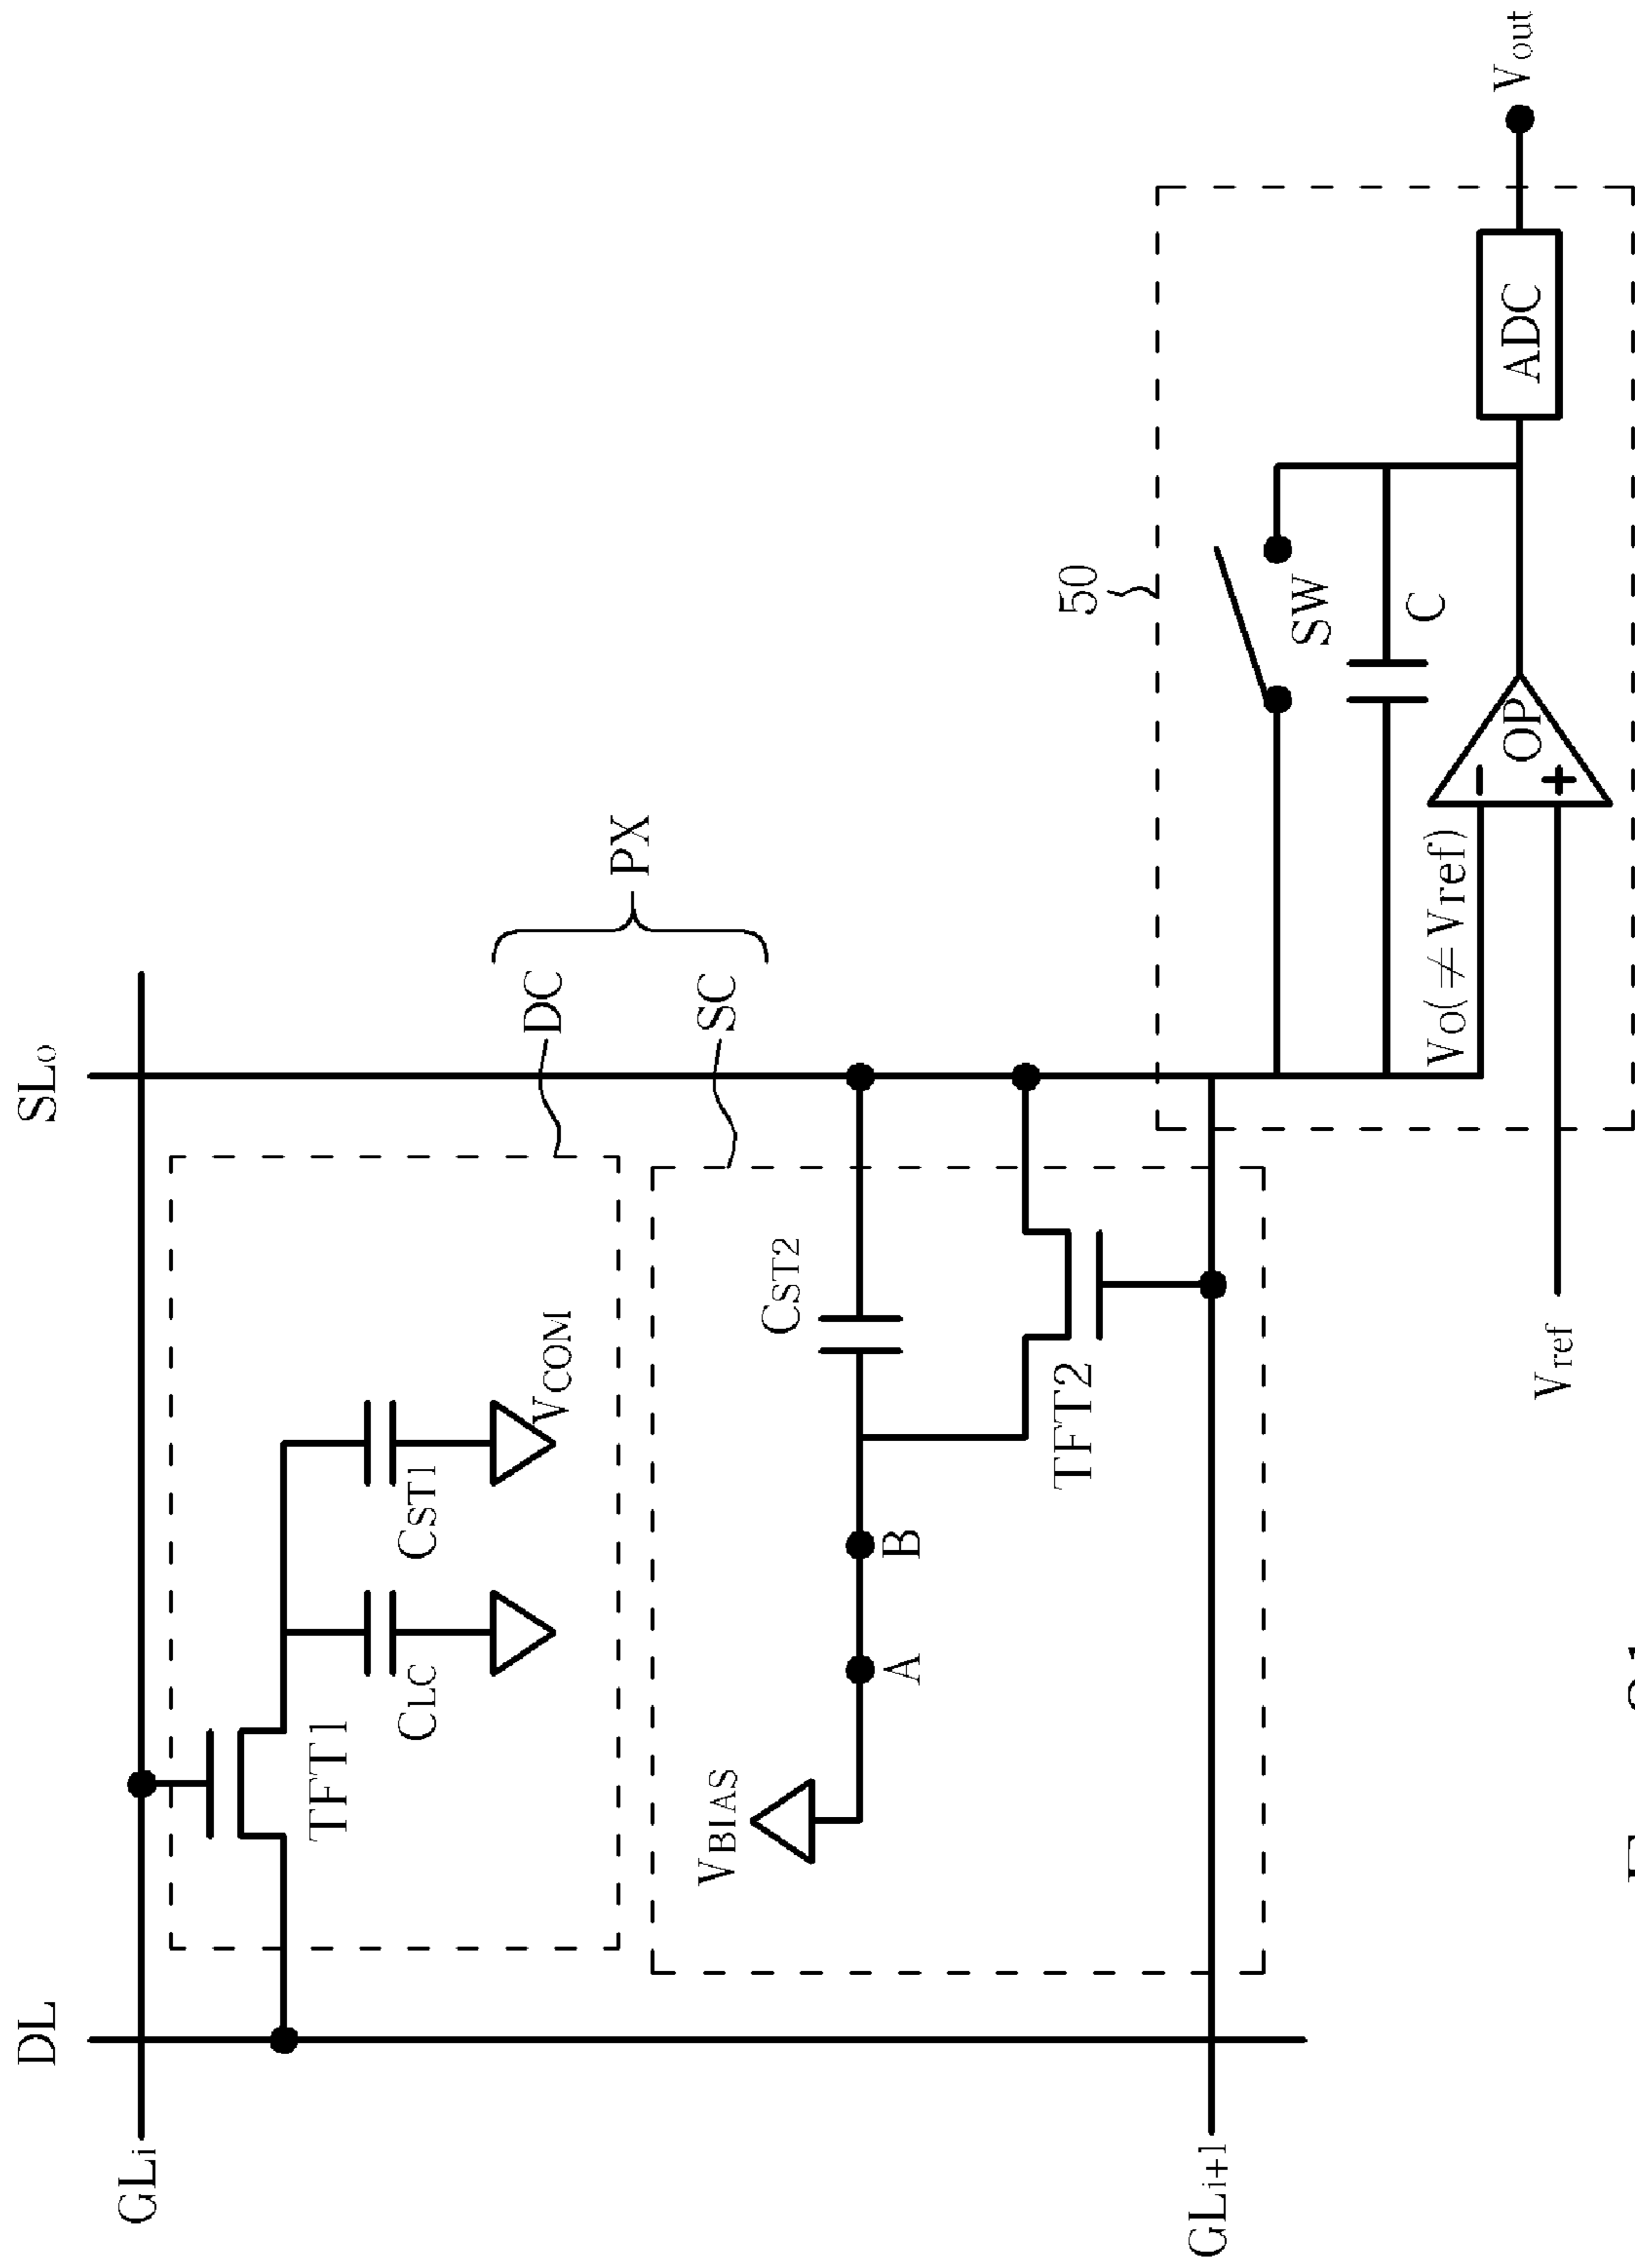 DL
SLo
GLi
TFT1
CLC
CST1
VCOM
DC
SC
PX
VBIAS
A
B
CST2
TFT2
GLi+1
50
SW
C
Vo(≠Vref)
OP
−
+
ADC
Vout
Vref